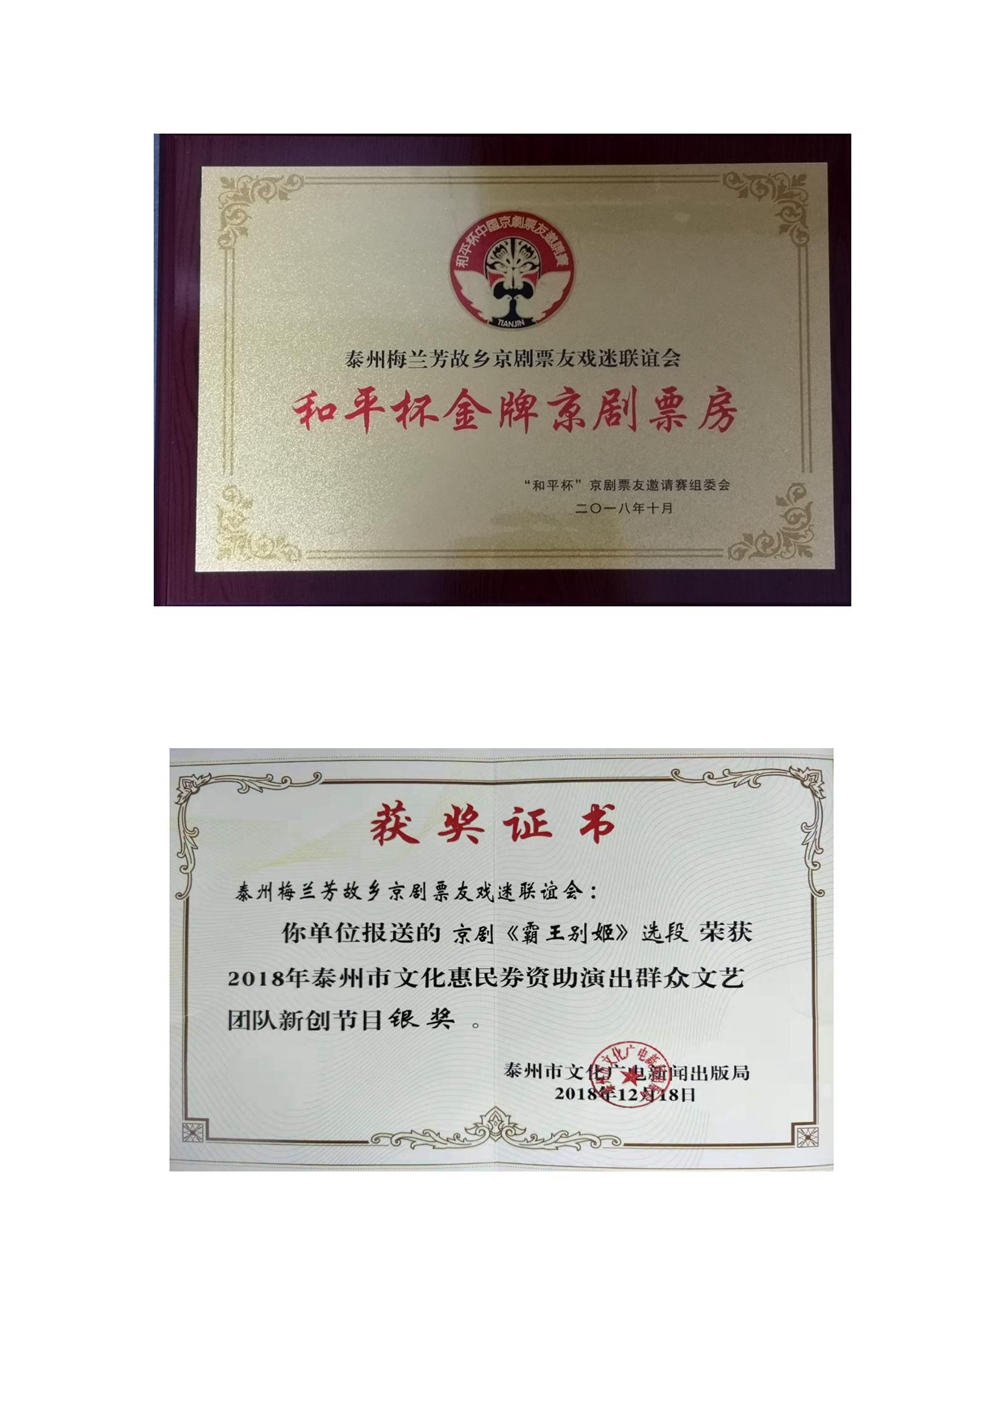 和平杯中國京劇票友邀請賽
TIANJIN
泰州梅兰芳故乡京剧票友戏迷联谊会
和平杯金牌京剧票房
“和平杯”京剧票友邀请赛组委会
二〇一八年十月
获奖证书
泰州梅兰芳故乡京剧票友戏迷联谊会：
你单位报送的 京剧《霸王别姬》选段 荣获
2018年泰州市文化惠民券资助演出群众文艺
团队新创节目银奖 。
泰州市文化广电新闻出版局
2018年12月18日